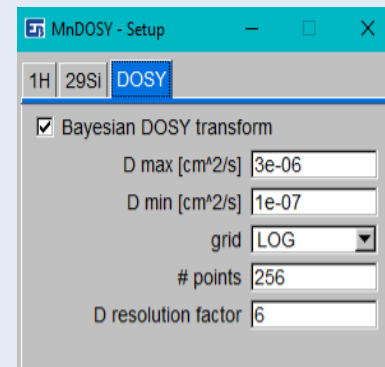 MnDOSY - Setup
1H 29Si DOSY
Bayesian DOSY transform
D max [cm^2/s] 3e-06
D min [cm^2/s] 1e-07
grid LOG
# points 256
D resolution factor 6